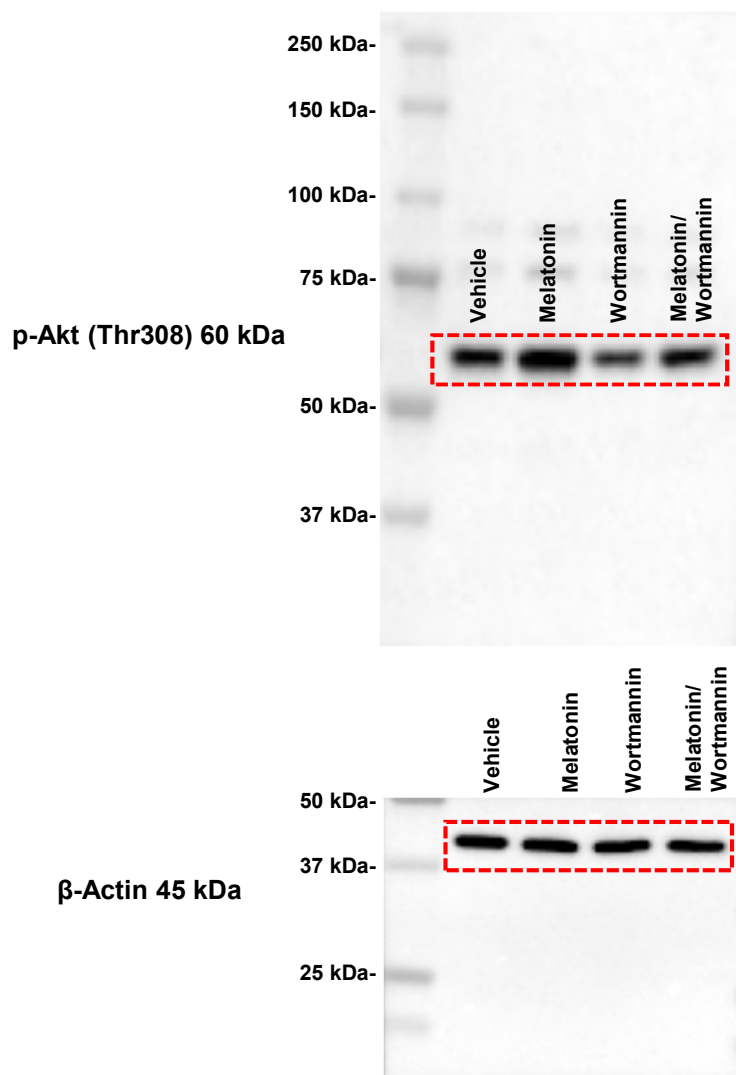 250 kDa-
150 kDa-
100 kDa-
75 kDa-
Vehicle
Melatonin
Wortmannin
Melatonin/
Wortmannin
p-Akt (Thr308) 60 kDa
50 kDa-
37 kDa-
Vehicle
Melatonin
Wortmannin
Melatonin/
Wortmannin
50 kDa-
37 kDa-
β-Actin 45 kDa
25 kDa-